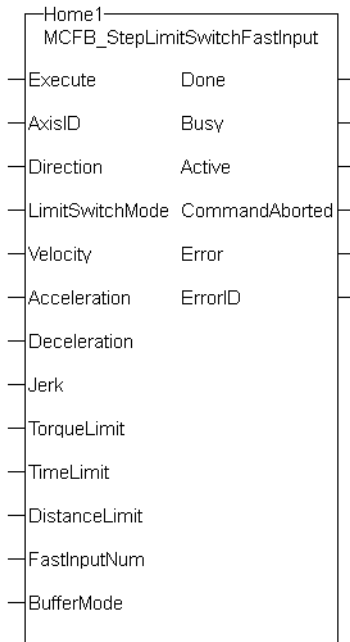 Home1
MCFB_StepLimitSwitchFastInput
Execute Done
AxisID Busy
Direction Active
LimitSwitchMode CommandAborted
Velocity Error
Acceleration ErrorID
Deceleration
Jerk
TorqueLimit
TimeLimit
DistanceLimit
FastInputNum
BufferMode